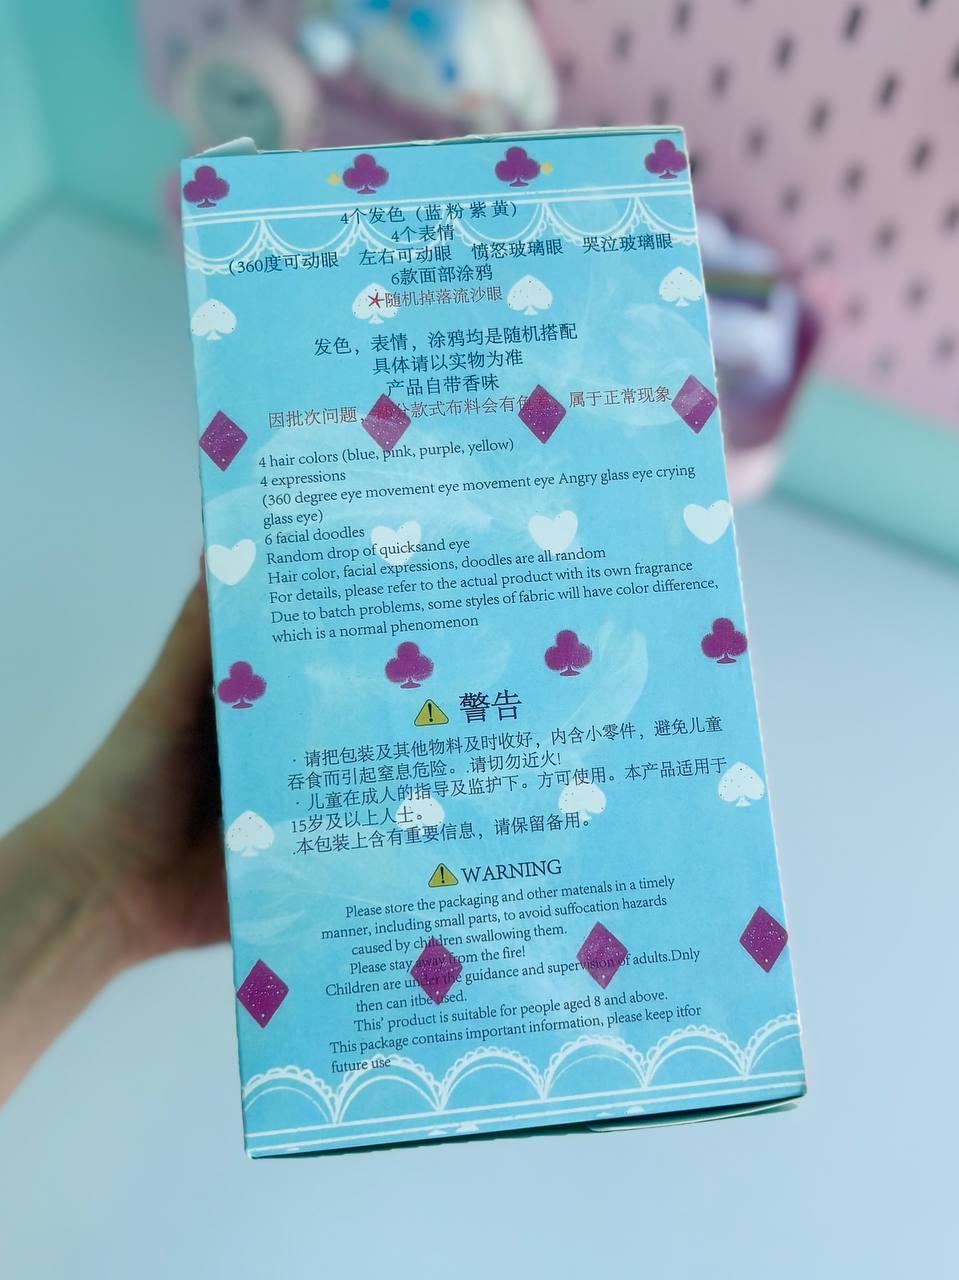 4个发色（蓝 粉 紫 黄）
4个表情
（360度可动眼 左右可动眼 愤怒玻璃眼 哭泣玻璃眼
6款面部涂鸦
随机掉落流沙眼
发色，表情，涂鸦均是随机搭配
具体请以实物为准
产品自带香味
因批次问题，部分款式布料会有色差，属于正常现象
4 hair colors (blue, pink, purple, yellow)
4 expressions
(360 degree eye movement eye movement eye Angry glass eye crying
glass eye)
6 facial doodles
Random drop of quicksand eye
Hair color, facial expressions, doodles are all random
For details, please refer to the actual product with its own fragrance
Due to batch problems, some styles of fabric will have color difference,
which is a normal phenomenon
警告
· 请把包装及其他物料及时收好，内含小零件，避免儿童
吞食而引起窒息危险。.请切勿近火!
· 儿童在成人的指导及监护下。方可使用。本产品适用于
15岁及以上人士。
.本包装上含有重要信息，请保留备用。
WARNING
Please store the packaging and other matenals in a timely
manner, including small parts, to avoid suffocation hazards
caused by children swallowing them.
Please stay away from the fire!
Children are under the guidance and supervision of adults.Dnly
then can itbe used.
This' product is suitable for people aged 8 and above.
This package contains important information, please keep itfor
future use